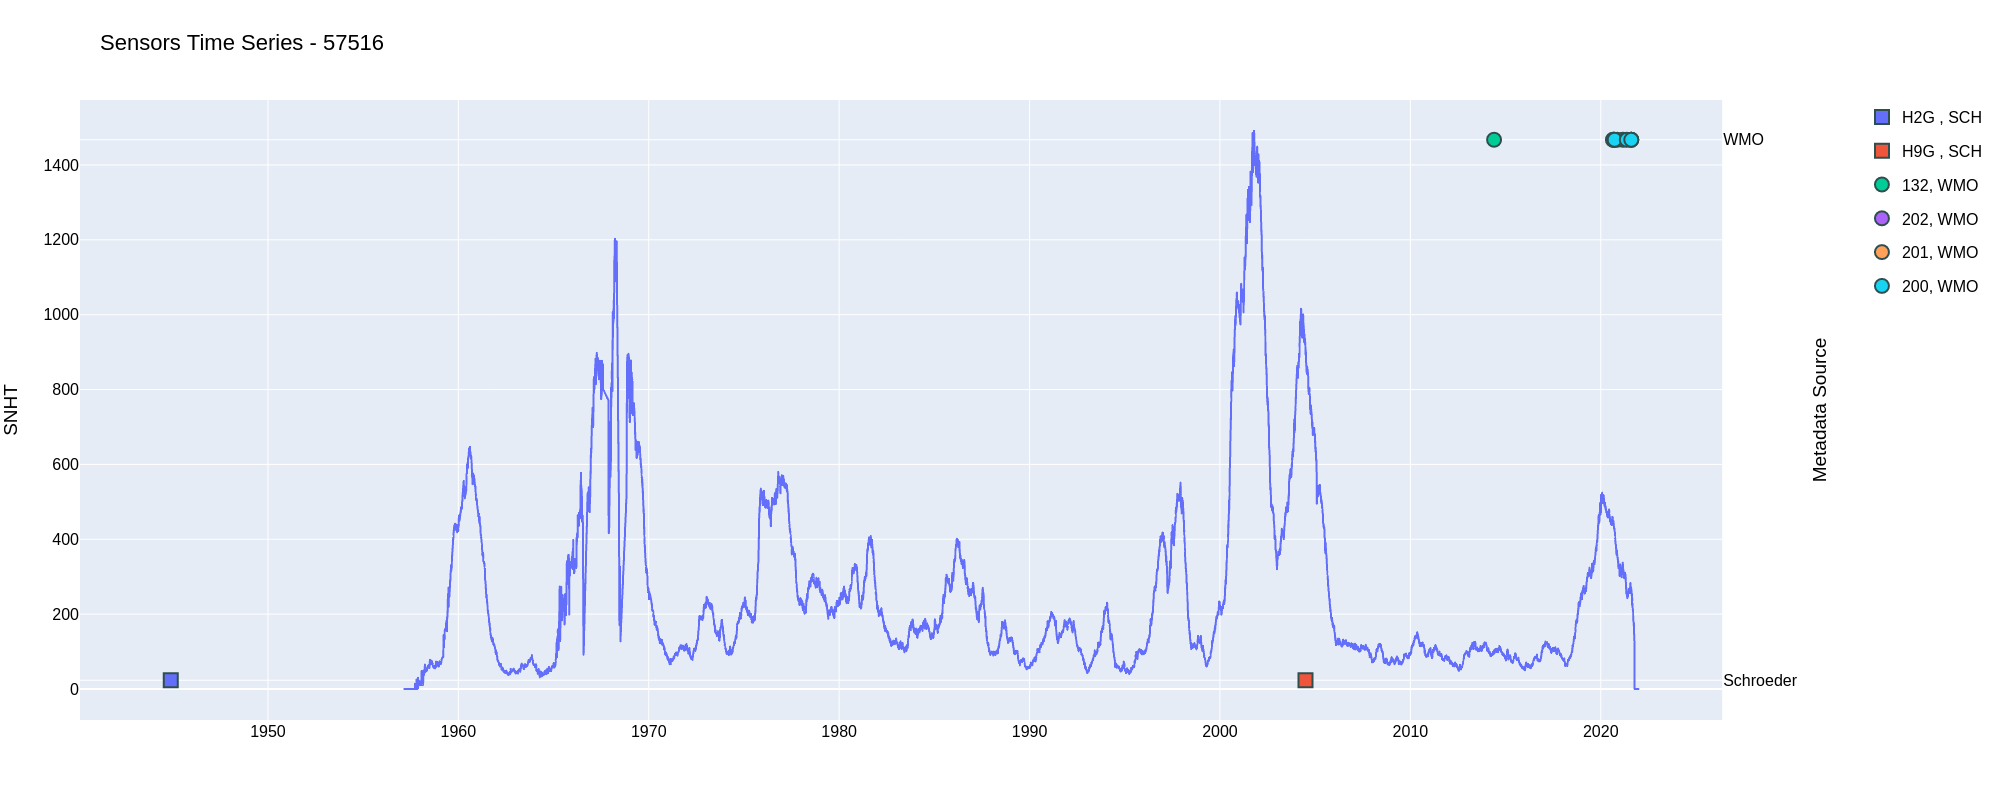 Sensors Time Series - 57516
SNHT
1400
1200
1000
800
600
400
200
0
1950
1960
1970
1980
1990
2000
2010
2020
WMO
Schroeder
Metadata Source
H2G , SCH
H9G , SCH
132, WMO
202, WMO
201, WMO
200, WMO